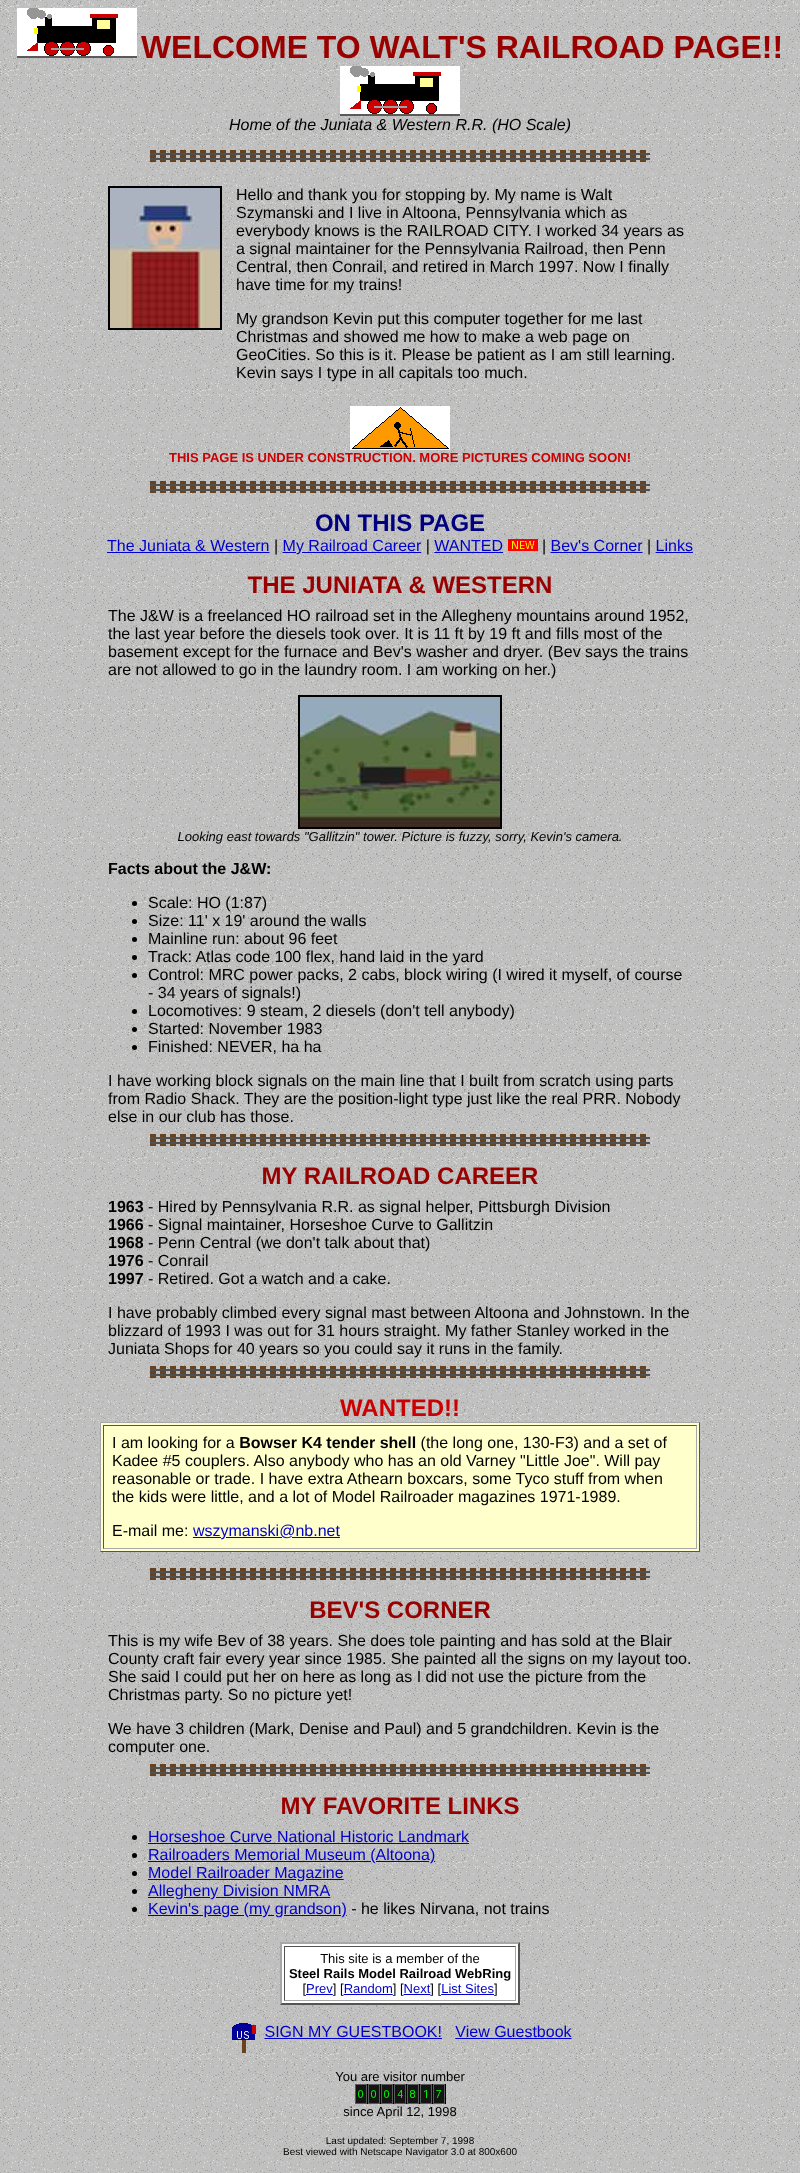 WELCOME TO WALT'S RAILROAD PAGE!!
Home of the Juniata & Western R.R. (HO Scale)
Hello and thank you for stopping by. My name is Walt
Szymanski and I live in Altoona, Pennsylvania which as
everybody knows is the RAILROAD CITY. I worked 34 years as
a signal maintainer for the Pennsylvania Railroad, then Penn
Central, then Conrail, and retired in March 1997. Now I finally
have time for my trains!
My grandson Kevin put this computer together for me last
Christmas and showed me how to make a web page on
GeoCities. So this is it. Please be patient as I am still learning.
Kevin says I type in all capitals too much.
THIS PAGE IS UNDER CONSTRUCTION. MORE PICTURES COMING SOON!
ON THIS PAGE
The Juniata & Western | My Railroad Career | WANTED NEW | Bev's Corner | Links
THE JUNIATA & WESTERN
The J&W is a freelanced HO railroad set in the Allegheny mountains around 1952,
the last year before the diesels took over. It is 11 ft by 19 ft and fills most of the
basement except for the furnace and Bev's washer and dryer. (Bev says the trains
are not allowed to go in the laundry room. I am working on her.)
Looking east towards "Gallitzin" tower. Picture is fuzzy, sorry, Kevin's camera.
Facts about the J&W:
• Scale: HO (1:87)
• Size: 11' x 19' around the walls
• Mainline run: about 96 feet
• Track: Atlas code 100 flex, hand laid in the yard
• Control: MRC power packs, 2 cabs, block wiring (I wired it myself, of course
- 34 years of signals!)
• Locomotives: 9 steam, 2 diesels (don't tell anybody)
• Started: November 1983
• Finished: NEVER, ha ha
I have working block signals on the main line that I built from scratch using parts
from Radio Shack. They are the position-light type just like the real PRR. Nobody
else in our club has those.
MY RAILROAD CAREER
1963 - Hired by Pennsylvania R.R. as signal helper, Pittsburgh Division
1966 - Signal maintainer, Horseshoe Curve to Gallitzin
1968 - Penn Central (we don't talk about that)
1976 - Conrail
1997 - Retired. Got a watch and a cake.
I have probably climbed every signal mast between Altoona and Johnstown. In the
blizzard of 1993 I was out for 31 hours straight. My father Stanley worked in the
Juniata Shops for 40 years so you could say it runs in the family.
WANTED!!
I am looking for a Bowser K4 tender shell (the long one, 130-F3) and a set of
Kadee #5 couplers. Also anybody who has an old Varney "Little Joe". Will pay
reasonable or trade. I have extra Athearn boxcars, some Tyco stuff from when
the kids were little, and a lot of Model Railroader magazines 1971-1989.
E-mail me: wszymanski@nb.net
BEV'S CORNER
This is my wife Bev of 38 years. She does tole painting and has sold at the Blair
County craft fair every year since 1985. She painted all the signs on my layout too.
She said I could put her on here as long as I did not use the picture from the
Christmas party. So no picture yet!
We have 3 children (Mark, Denise and Paul) and 5 grandchildren. Kevin is the
computer one.
MY FAVORITE LINKS
• Horseshoe Curve National Historic Landmark
• Railroaders Memorial Museum (Altoona)
• Model Railroader Magazine
• Allegheny Division NMRA
• Kevin's page (my grandson) - he likes Nirvana, not trains
This site is a member of the
Steel Rails Model Railroad WebRing
[Prev] [Random] [Next] [List Sites]
US SIGN MY GUESTBOOK! View Guestbook
You are visitor number
0004817
since April 12, 1998
Last updated: September 7, 1998
Best viewed with Netscape Navigator 3.0 at 800x600